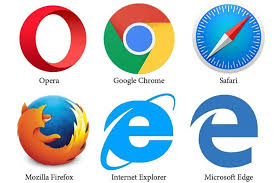 Opera
Google Chrome
Safari
Mozilla Firefox
Internet Explorer
Microsoft Edge